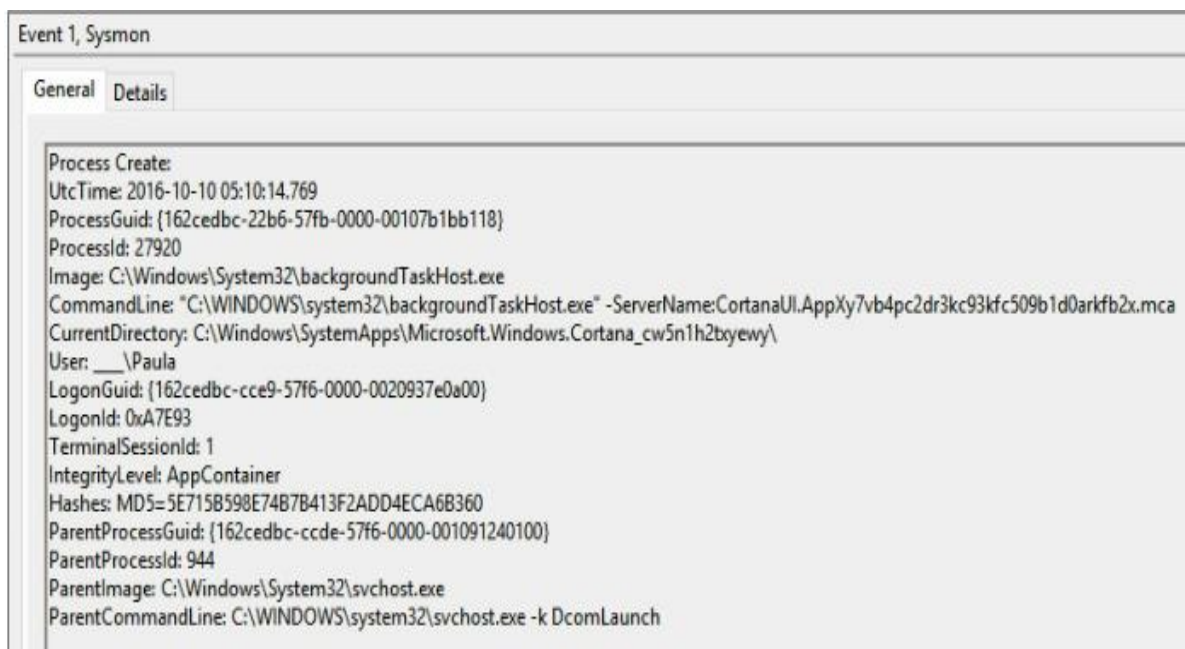 Event 1, Sysmon
General Details
Process Create:
UtcTime: 2016-10-10 05:10:14.769
ProcessGuid: {162cedbc-22b6-57fb-0000-00107b1bb118}
ProcessId: 27920
Image: C:\Windows\System32\backgroundTaskHost.exe
CommandLine: "C:\WINDOWS\system32\backgroundTaskHost.exe" -ServerName:CortanaUI.AppXy7vb4pc2dr3kc93kfc509b1d0arkfb2x.mca
CurrentDirectory: C:\Windows\SystemApps\Microsoft.Windows.Cortana_cw5n1h2txyewy\
User: ___\Paula
LogonGuid: {162cedbc-cce9-57f6-0000-0020937e0a00}
LogonId: 0xA7E93
TerminalSessionId: 1
IntegrityLevel: AppContainer
Hashes: MD5=5E715B598E74B7B413F2ADD4ECA6B360
ParentProcessGuid: {162cedbc-ccde-57f6-0000-001091240100}
ParentProcessId: 944
ParentImage: C:\Windows\System32\svchost.exe
ParentCommandLine: C:\WINDOWS\system32\svchost.exe -k DcomLaunch